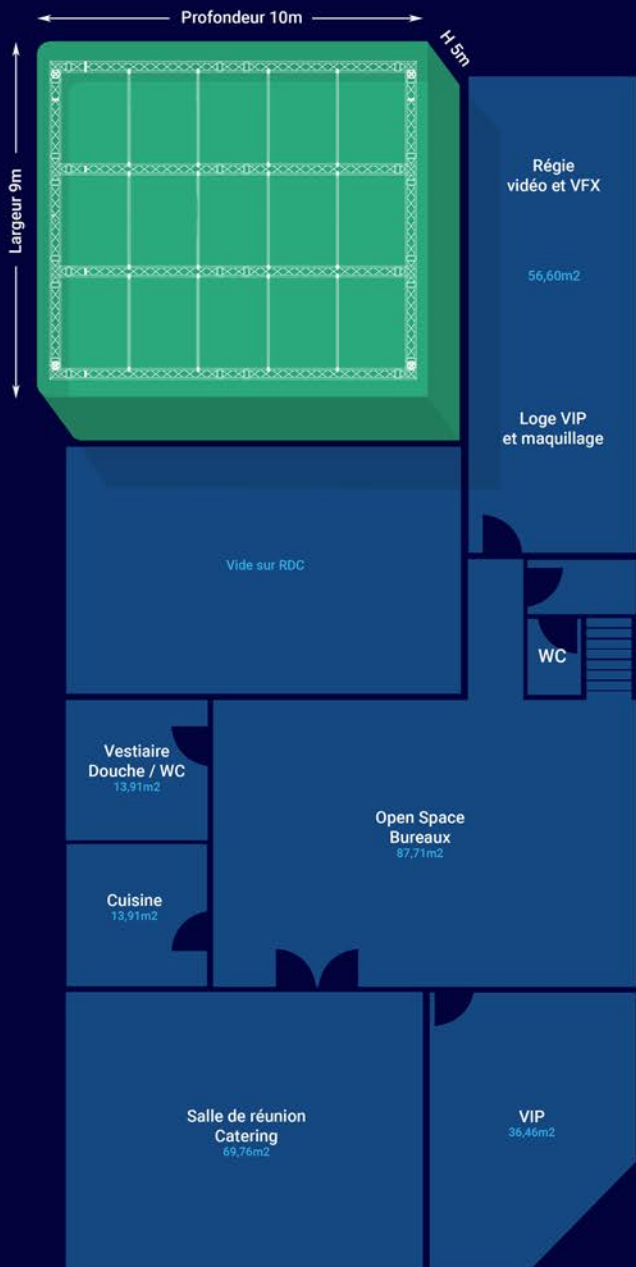 Profondeur 10m
H 5m
Largeur 9m
Régie
vidéo et VFX
56,60m2
Loge VIP
et maquillage
Vide sur RDC
WC
Vestiaire
Douche / WC
13,91m2
Open Space
Bureaux
87,71m2
Cuisine
13,91m2
Salle de réunion
Catering
69,76m2
VIP
36,46m2